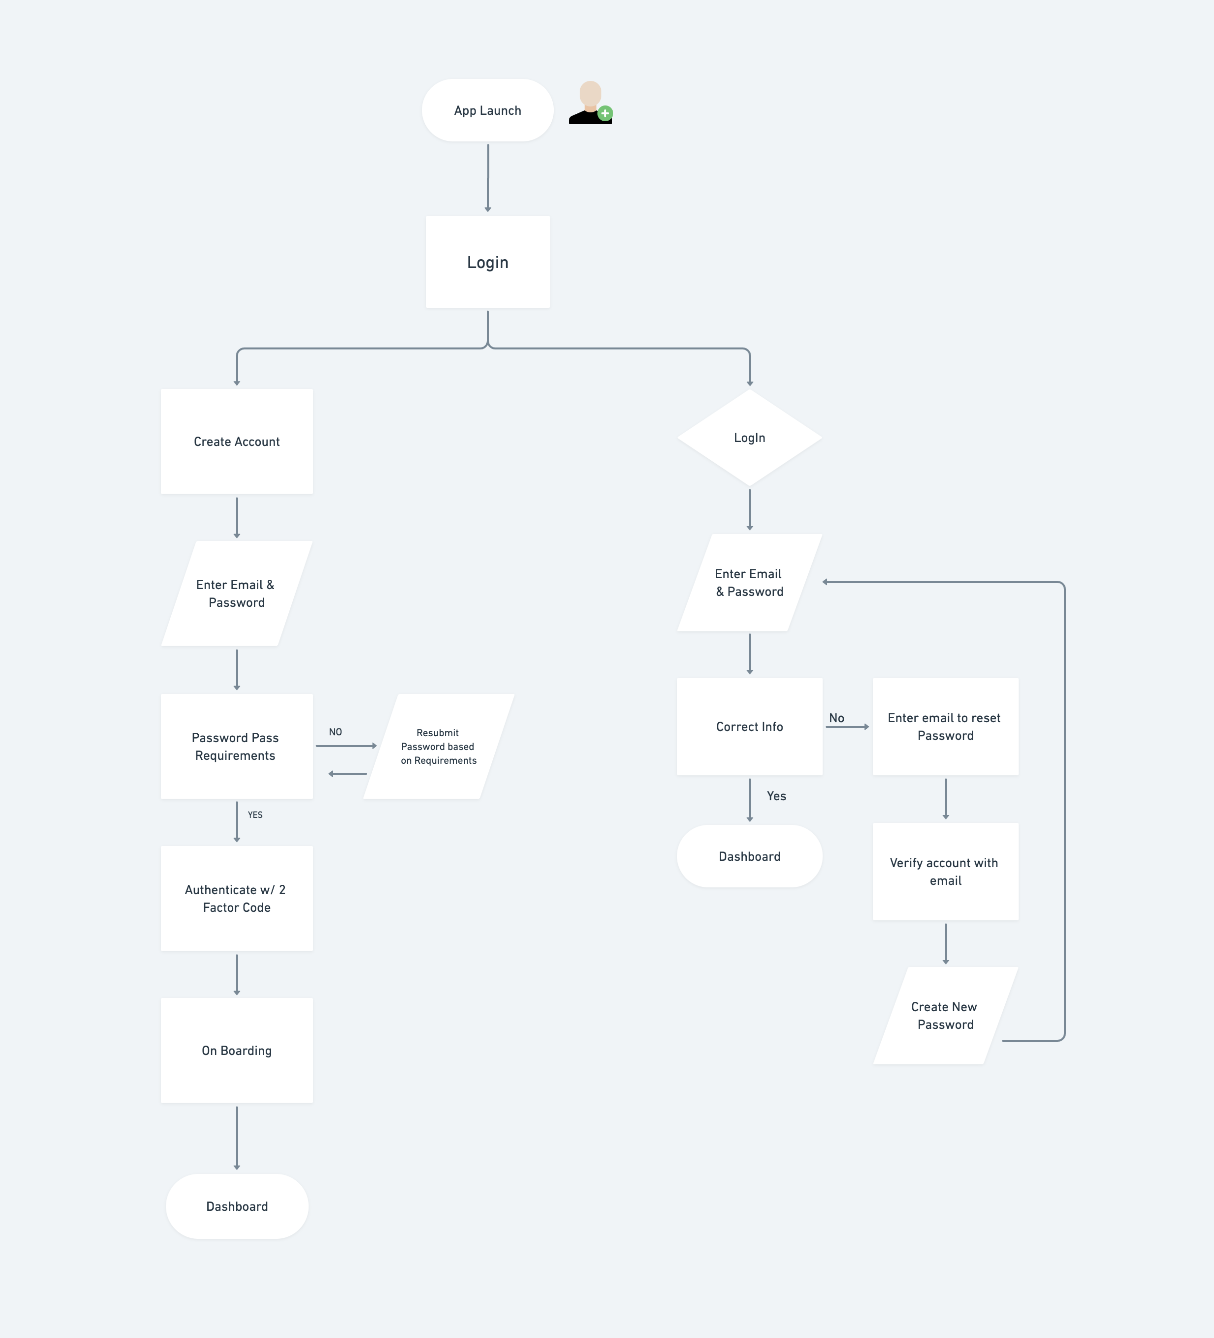 App Launch
Login
Create Account
LogIn
Enter Email &
Password
Enter Email
& Password
Password Pass
Requirements
NO
Resubmit
Password based
on Requirements
YES
Correct Info
No
Enter email to reset
Password
Yes
Dashboard
Verify account with
email
Authenticate w/ 2
Factor Code
Create New
Password
On Boarding
Dashboard